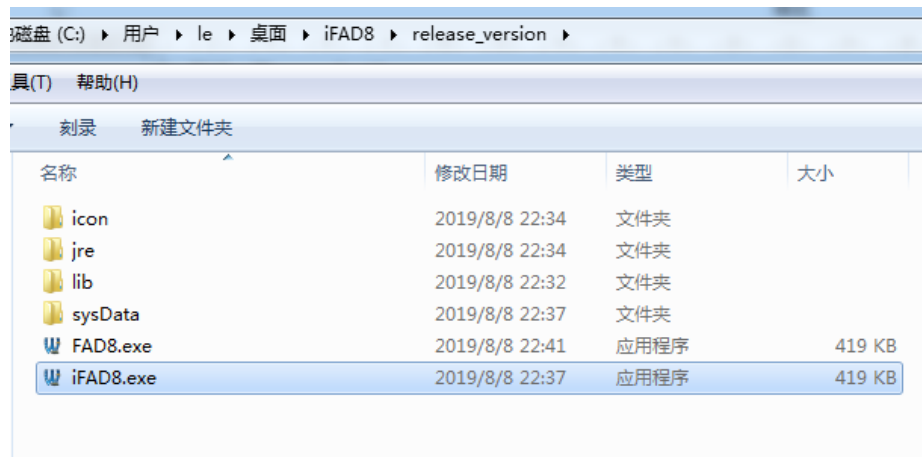 磁盘 (C:) ▸ 用户 ▸ le ▸ 桌面 ▸ iFAD8 ▸ release_version ▸
具(T) 帮助(H)
刻录 新建文件夹
名称 修改日期 类型 大小
icon 2019/8/8 22:34 文件夹
jre 2019/8/8 22:34 文件夹
lib 2019/8/8 22:32 文件夹
sysData 2019/8/8 22:37 文件夹
FAD8.exe 2019/8/8 22:41 应用程序 419 KB
iFAD8.exe 2019/8/8 22:37 应用程序 419 KB